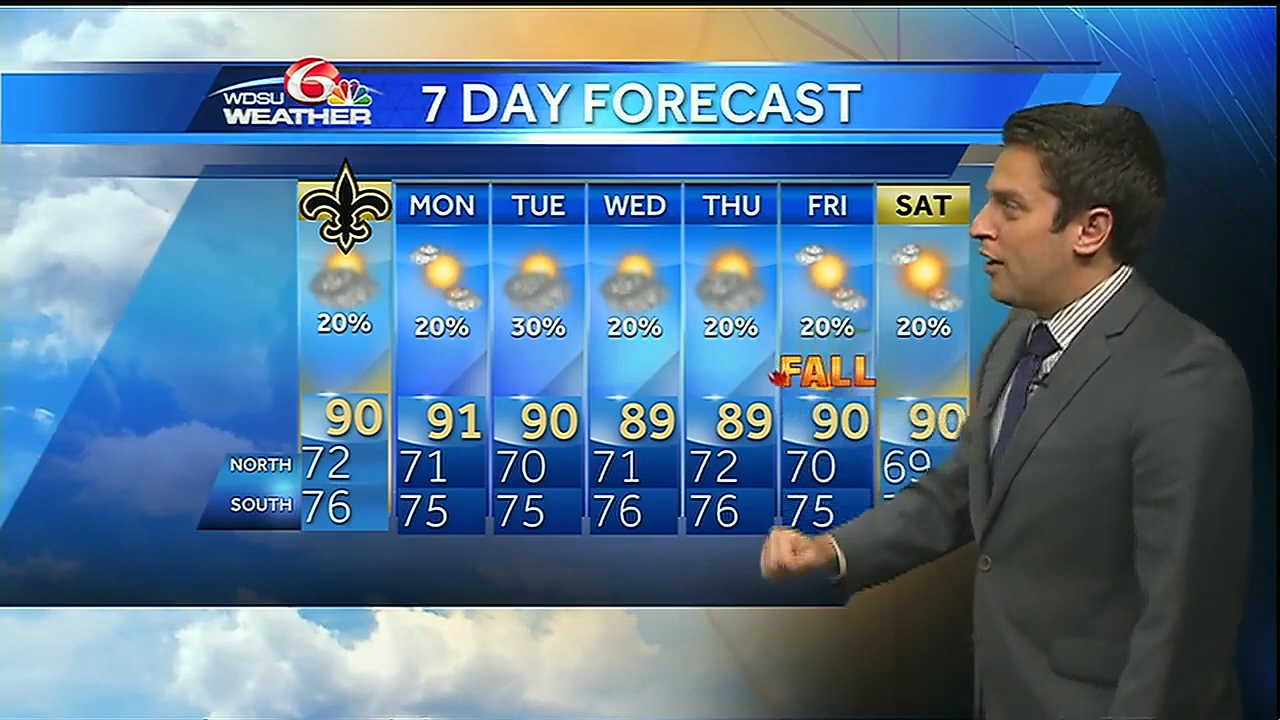 WDSU 6
WEATHER
7 DAY FORECAST
MON TUE WED THU FRI SAT
20% 20% 30% 20% 20% 20% 20%
FALL
90 91 90 89 89 90 90
NORTH 72 71 70 71 72 70 69
SOUTH 76 75 75 76 76 75